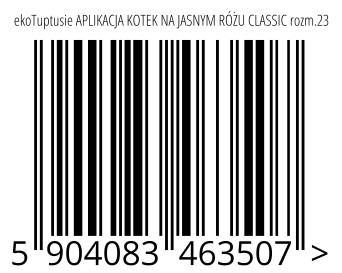 ekoTuptusie APLIKACJA KOTEK NA JASNYM RÓŻU CLASSIC rozm.23
5 904083 463507 >